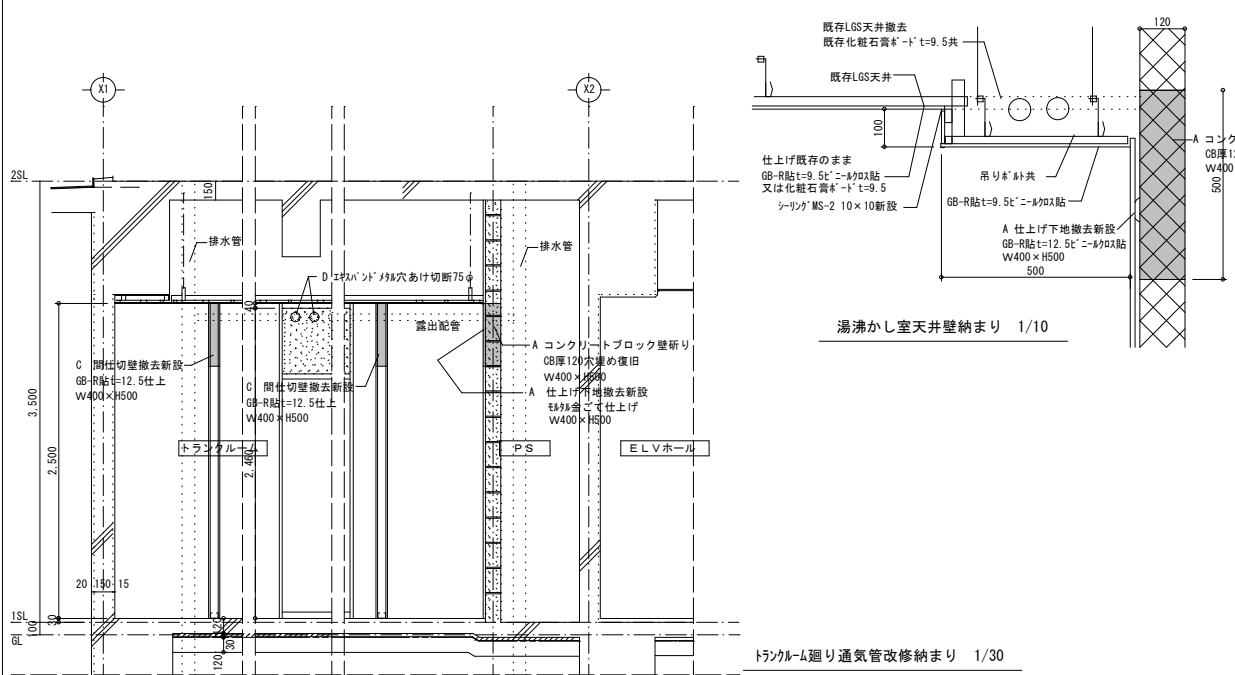 X1
X2
2SL
150
排水管
排水管
D エキスパンドメタル穴あけ切断75φ
40
露出配管
A コンクリートブロック壁斫り
CB厚120穴埋め復旧
W400×H500
A 仕上げ下地撤去新設
モルタル金ごて仕上げ
W400×H500
C 間仕切壁撤去新設
GB-R貼t=12.5仕上
W400×H500
C 間仕切壁撤去新設
GB-R貼t=12.5仕上
W400×H500
3,500
2,500
2,460
トランクルーム
PS
ELVホール
20 150 15
1SL
GL
100
30
120
30
120
既存LGS天井撤去
既存化粧石膏ボードt=9.5共
既存LGS天井
120
100
仕上げ既存のまま
GB-R貼t=9.5ビニールクロス貼
又は化粧石膏ボードt=9.5
シーリングMS-2 10×10新設
吊りボルト共
GB-R貼t=9.5ビニールクロス貼
A 仕上げ下地撤去新設
GB-R貼t=12.5ビニールクロス貼
W400×H500
500
500
A コンク
CB厚12
W400
湯沸かし室天井壁納まり 1/10
トランクルーム廻り通気管改修納まり 1/30